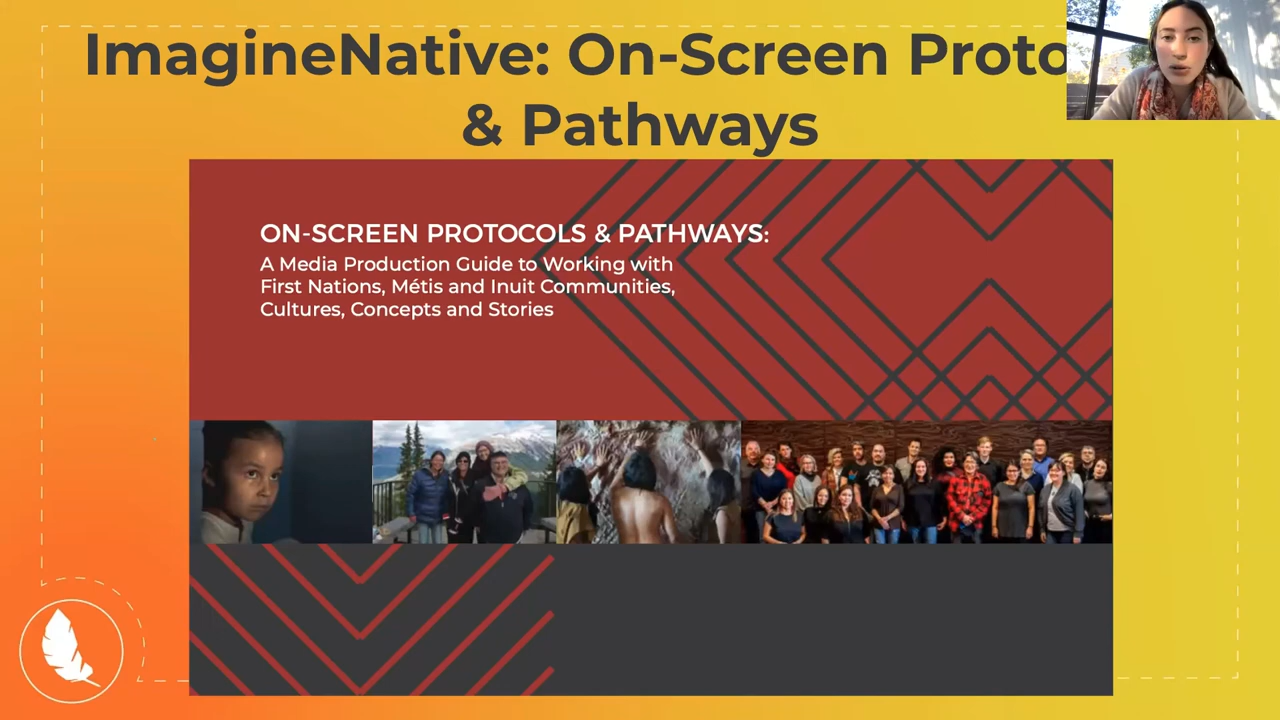 ImagineNative: On-Screen Proto
& Pathways
ON-SCREEN PROTOCOLS & PATHWAYS:
A Media Production Guide to Working with
First Nations, Métis and Inuit Communities,
Cultures, Concepts and Stories